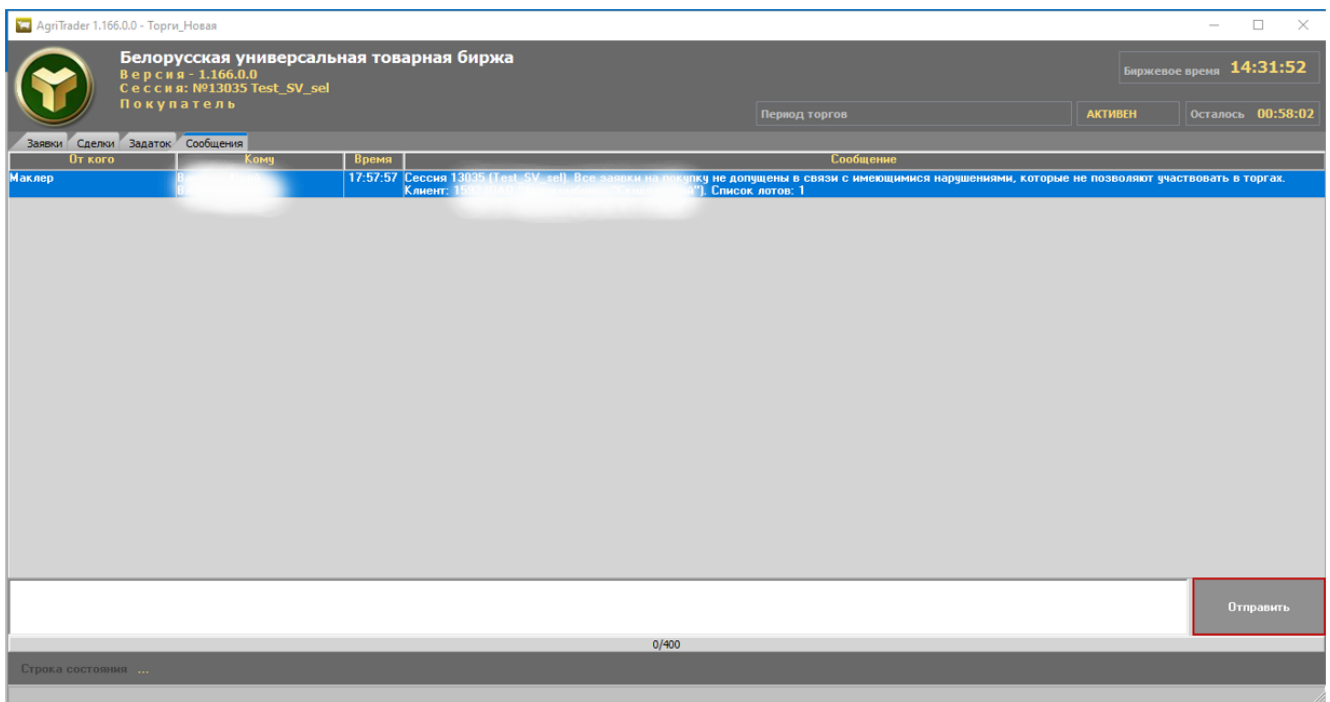 AgriTrader 1.166.0.0 - Торги_Новая
Белорусская универсальная товарная биржа
Версия - 1.166.0.0
Сессия: №13035 Test_SV_sel
Покупатель
Биржевое время 14:31:52
Период торгов АКТИВЕН Осталось 00:58:02
Заявки Сделки Задаток Сообщения
От кого Кому Время Сообщение
Маклер 17:57:57 Сессия 13035 (Test_SV_sel). Все заявки на покупку не допущены в связи с имеющимися нарушениями, которые не позволяют участвовать в торгах.
Клиент: "). Список лотов: 1
Отправить
0/400
Строка состояния ...